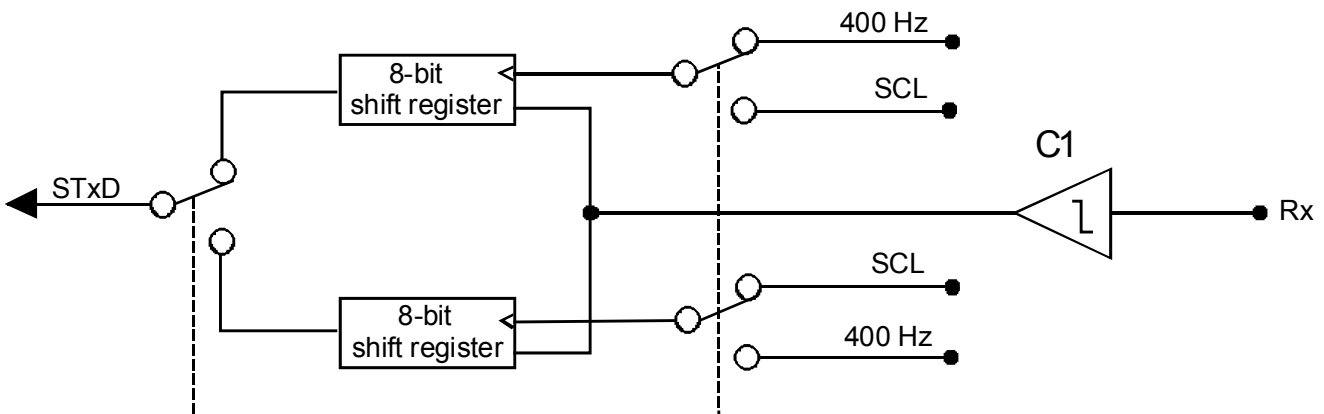 400 Hz
8-bit
shift register
SCL
C1
STxD
Rx
SCL
8-bit
shift register
400 Hz